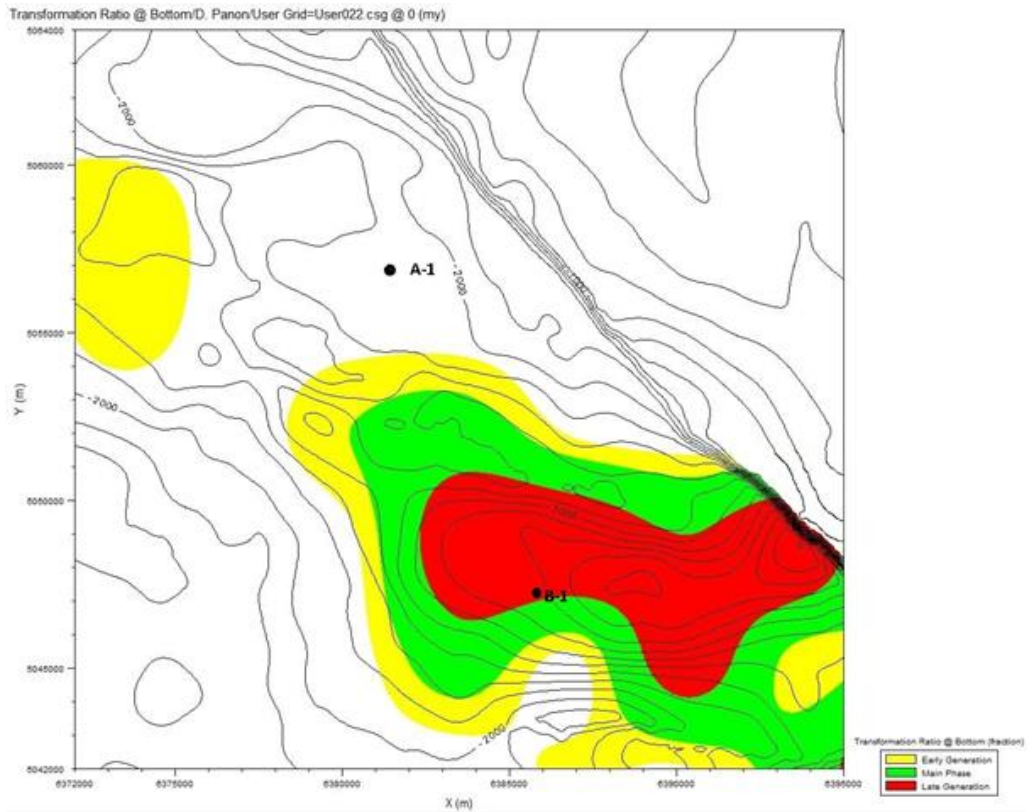 Transformation Ratio @ Bottom/D. Panon/User Grid=User022.csg @ 0 (my)
5064000
-2000
5060000
A-1
-2000
5055000
Y (m)
-2000
5050000
B-1
5045000
-2000
5042000
6372000 6375000 6380000 6385000 6390000 6395000
X (m)
Transformation Ratio @ Bottom (fraction)
Early Generation
Main Phase
Late Generation